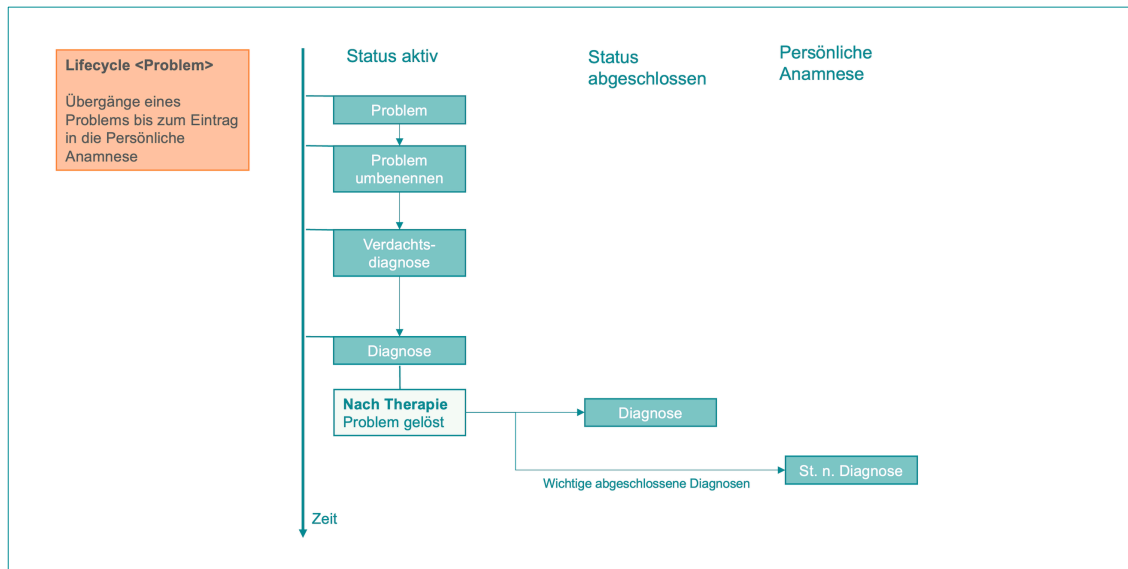 Lifecycle <Problem>
Übergänge eines
Problems bis zum Eintrag
in die Persönliche
Anamnese
Status aktiv
Status
abgeschlossen
Persönliche
Anamnese
Problem
Problem
umbenennen
Verdachts-
diagnose
Diagnose
Nach Therapie
Problem gelöst
Diagnose
St. n. Diagnose
Wichtige abgeschlossene Diagnosen
Zeit